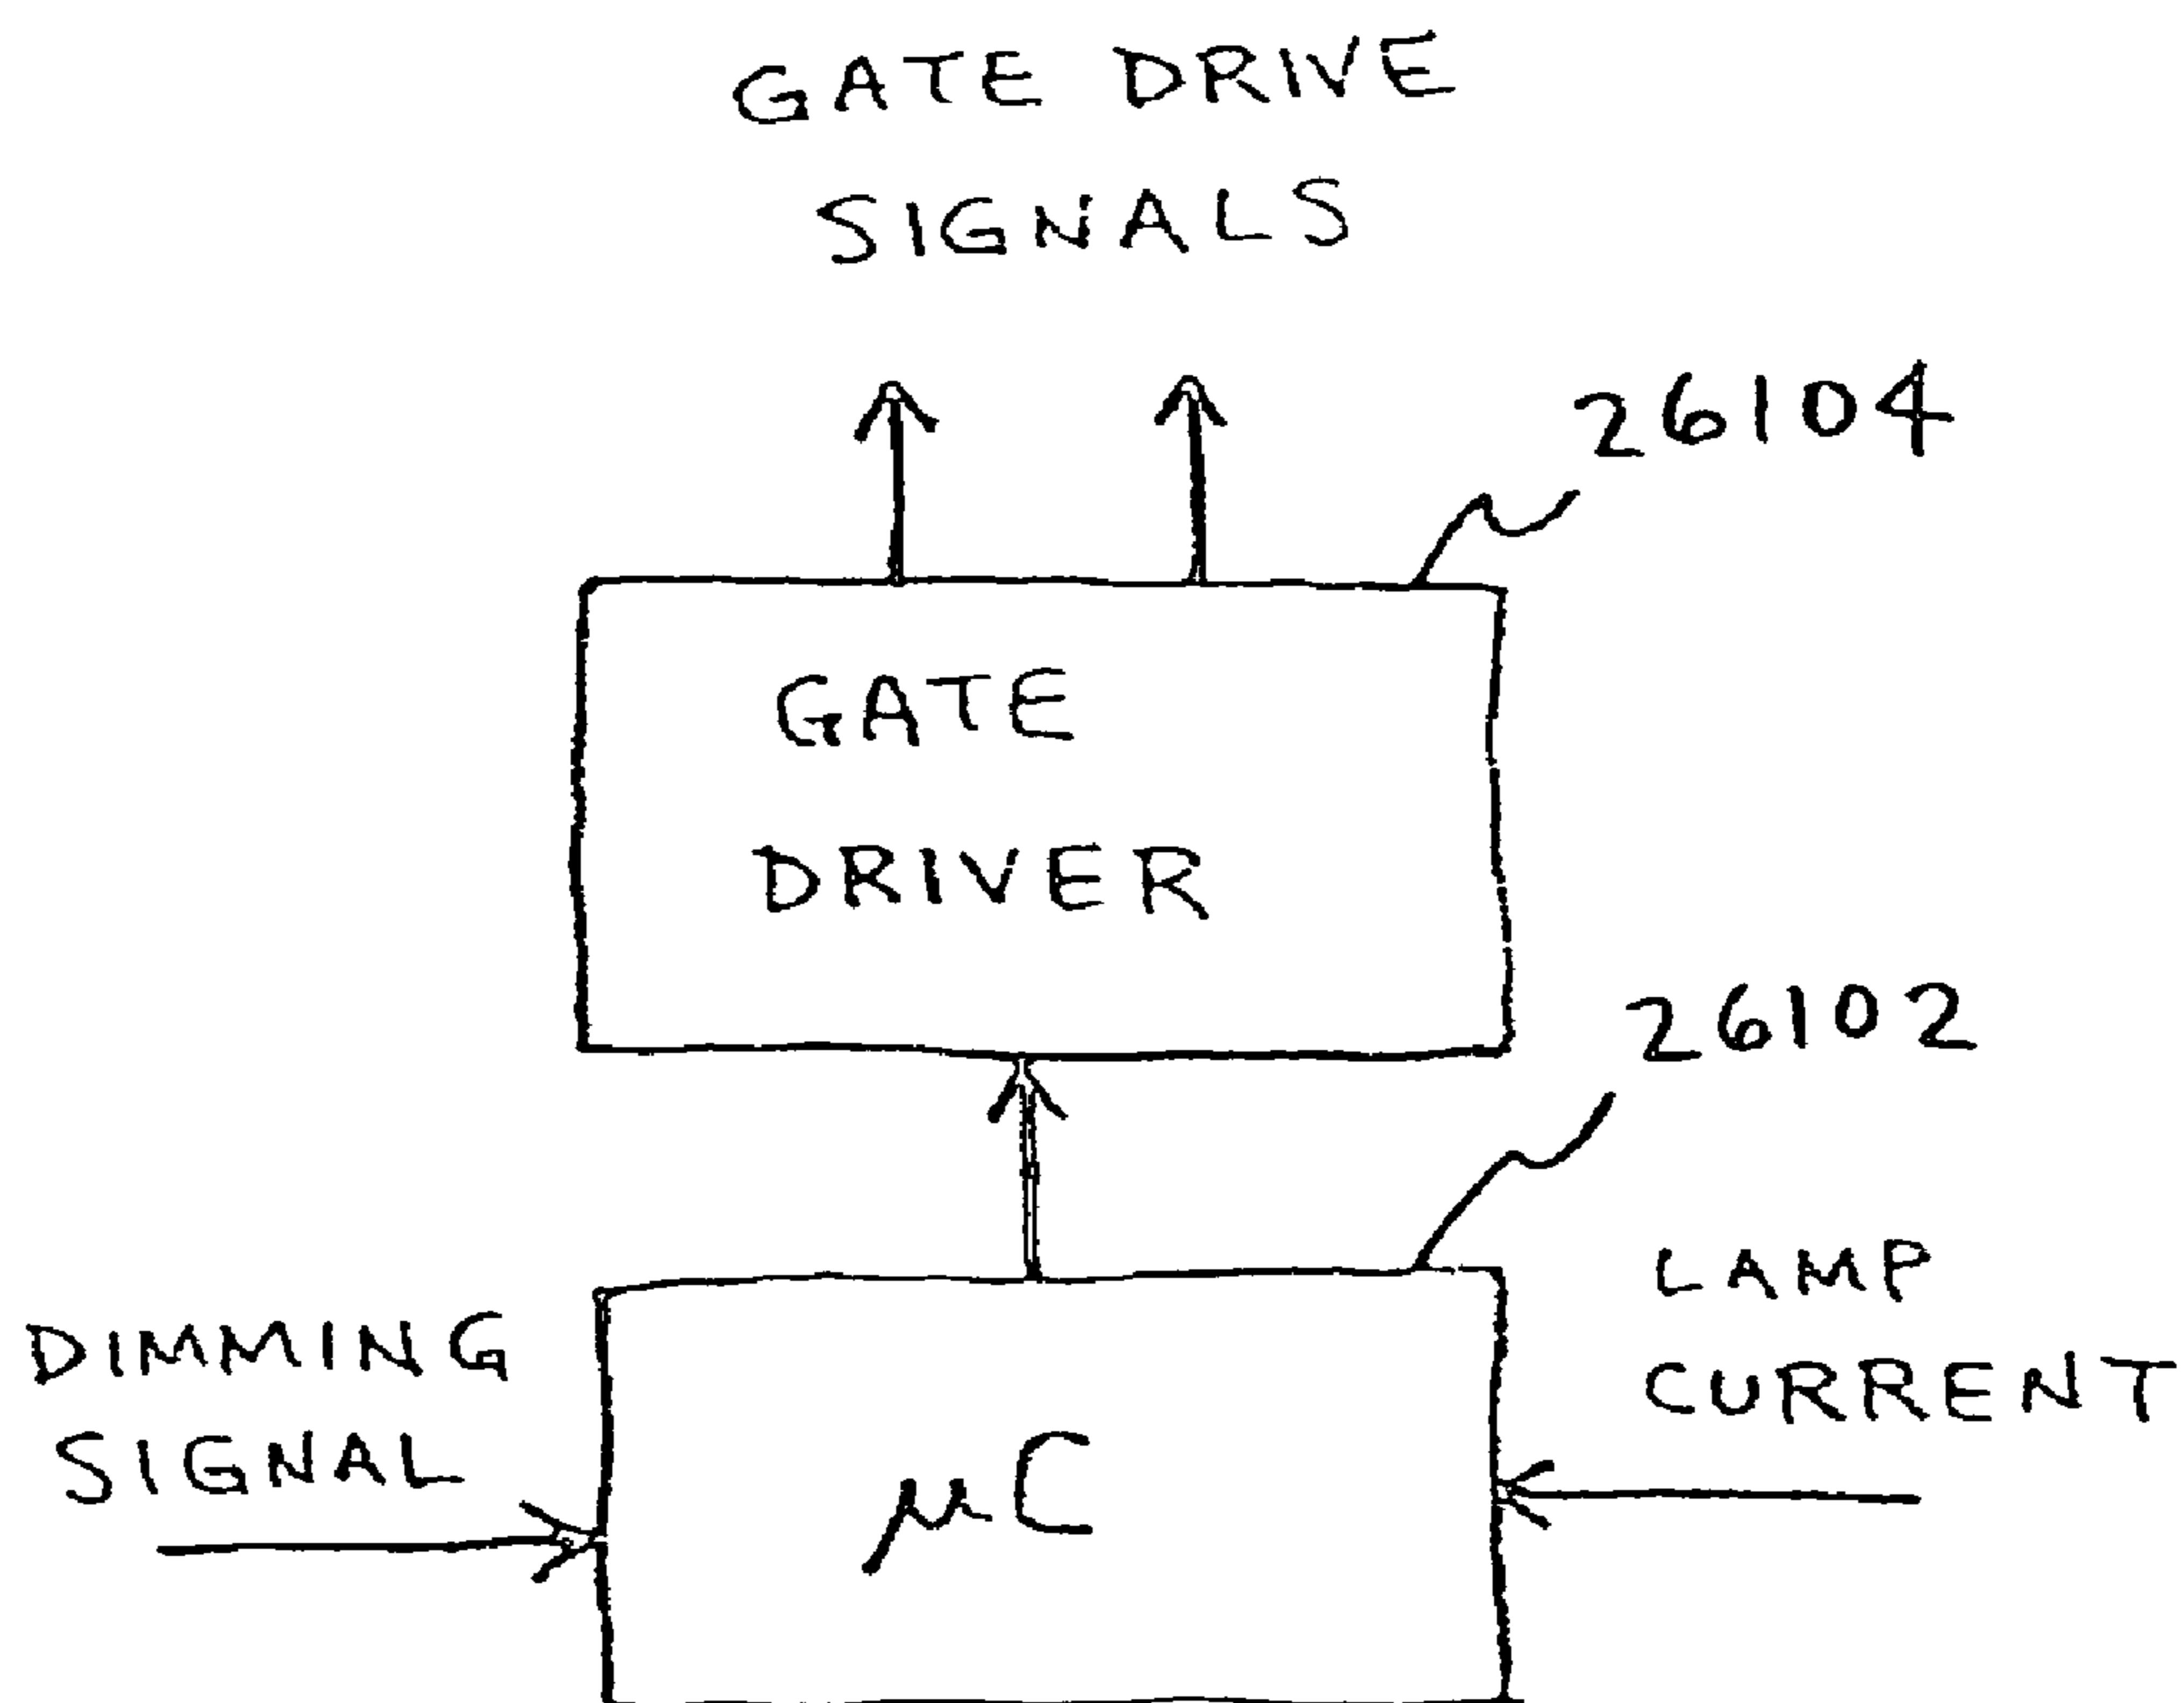 GATE DRIVE
SIGNALS
26104
GATE
DRIVER
26102
LAMP
CURRENT
DIMMING
SIGNAL
μC